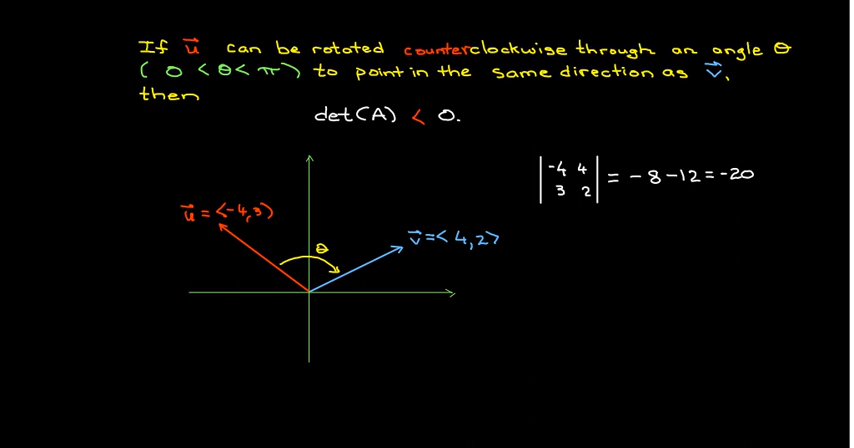 If u⃗ can be rotated counterclockwise through an angle θ
(0 < θ < π) to point in the same direction as v⃗,
then
det(A) < 0.
|-4 4|
|3 2| = -8-12 = -20
u⃗ = <-4,3>
θ
v⃗ = <4,2>